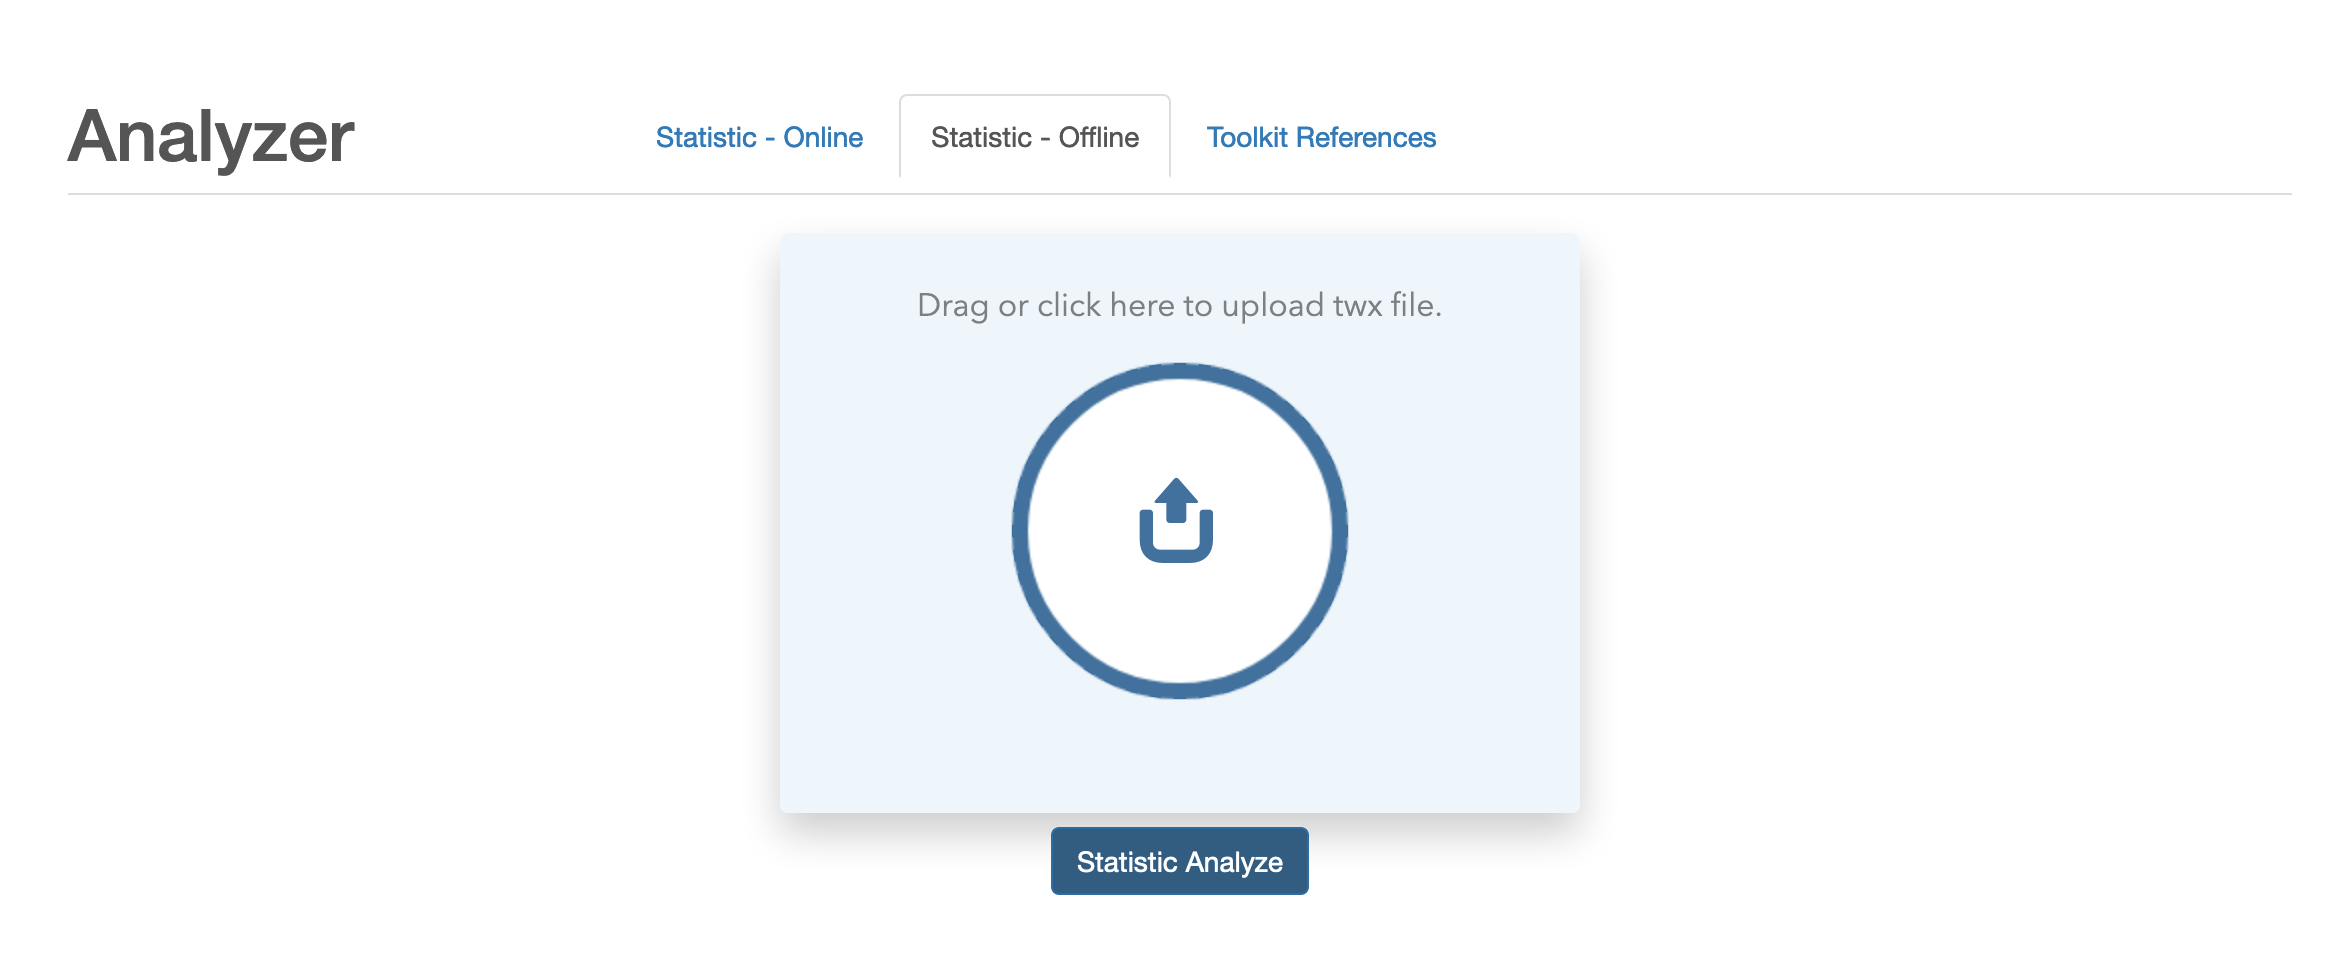 Analyzer
Statistic - Online
Statistic - Offline
Toolkit References
Drag or click here to upload twx file.
Statistic Analyze